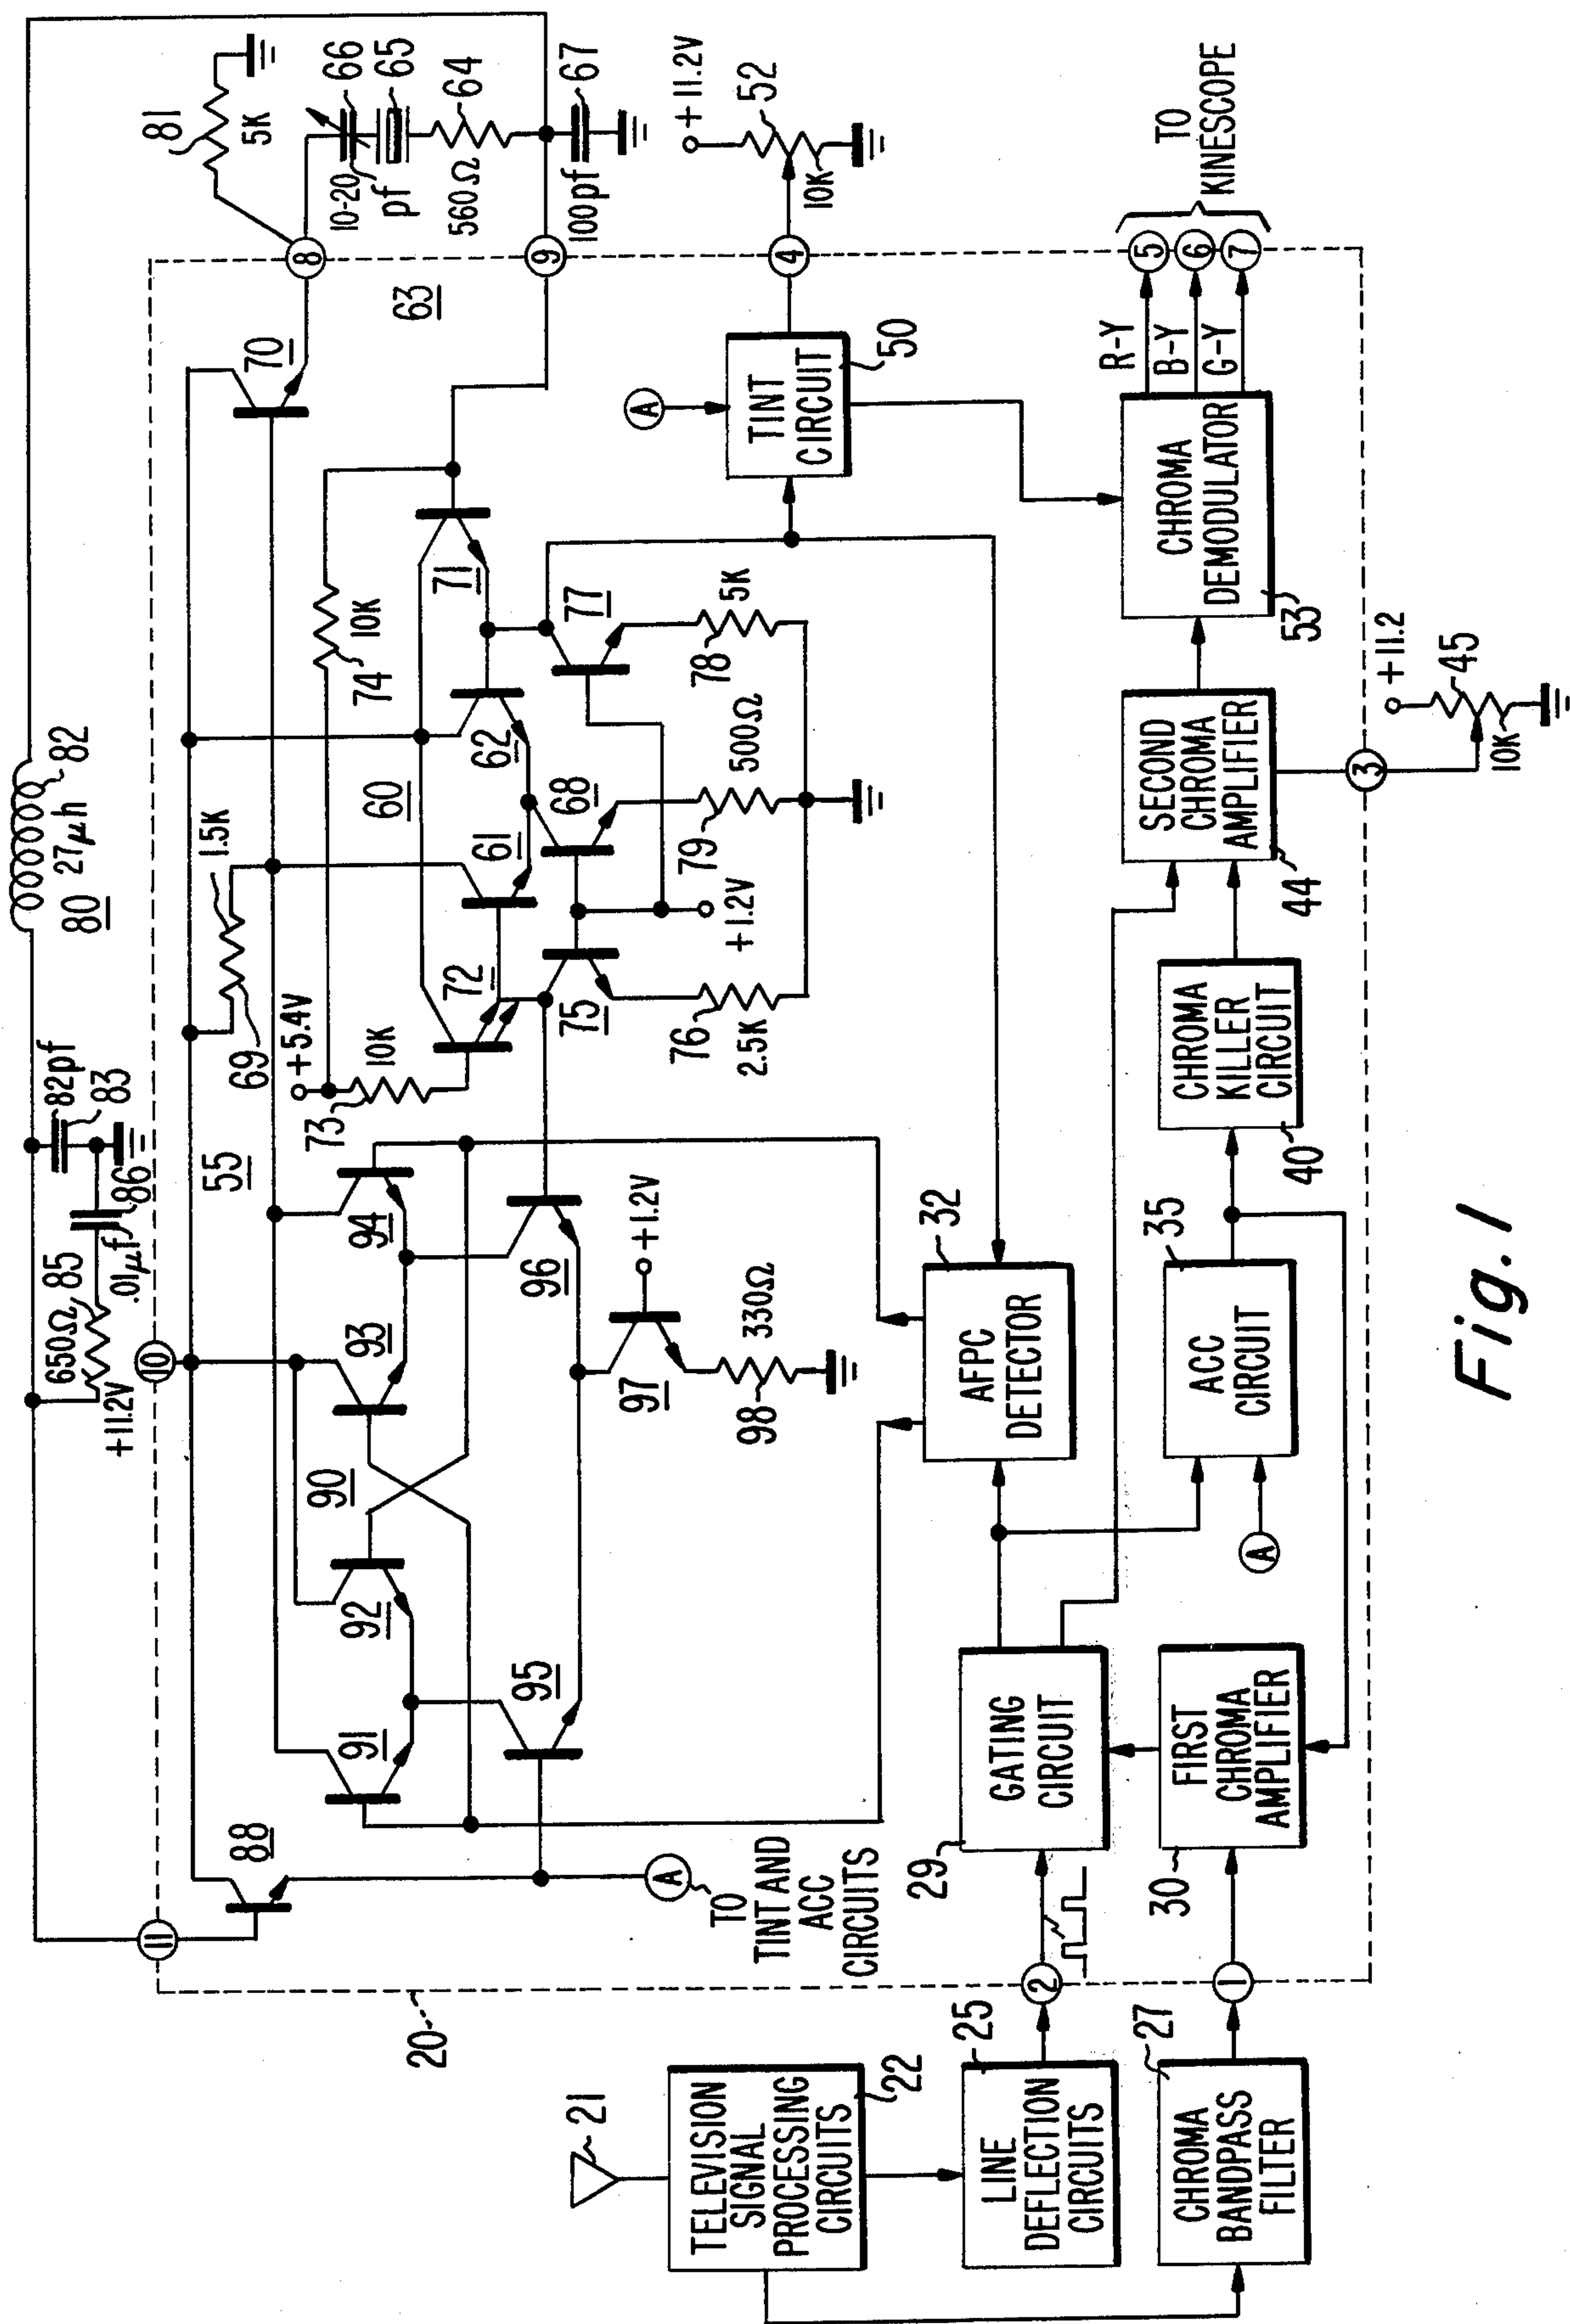 80 27μh 82
82pf
83
86
.01μf
85
650Ω
+11.2V
10
11
88
1.5K
69
55
+5.4V
73
10K
74
10K
60
63
70
8
9
81
5K
66
10-20
pf
65
64
560Ω
67
100pf
+11.2V
52
10K
4
71
72
61
62
68
75
77
76
2.5K
79
500Ω
78
5K
+1.2V
90
91
92
93
94
95
96
97
98
330Ω
+1.2V
A
TO
TINT AND
ACC
CIRCUITS
20
A
TINT
CIRCUIT
50
R-Y
B-Y
G-Y
5
6
7
TO
KINESCOPE
21
TELEVISION
SIGNAL
PROCESSING
CIRCUITS
22
LINE
DEFLECTION
CIRCUITS
25
2
CHROMA
BANDPASS
FILTER
27
1
GATING
CIRCUIT
29
FIRST
CHROMA
AMPLIFIER
30
AFPC
DETECTOR
32
ACC
CIRCUIT
35
A
CHROMA
KILLER
CIRCUIT
40
SECOND
CHROMA
AMPLIFIER
44
CHROMA
DEMODULATOR
53
3
+11.2
45
10K
Fig. 1